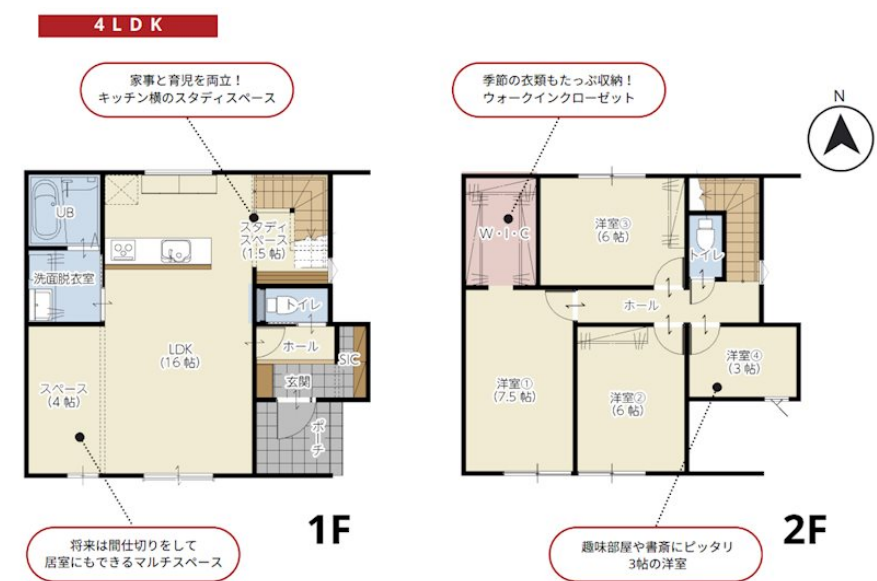 4LDK
家事と育児を両立！
キッチン横のスタディスペース
季節の衣類もたっぷ収納！
ウォークインクローゼット
N
UB
スタディ
スペース
(1.5 帖)
洗面脱衣室
トイレ
LDK
(16 帖)
ホール
SIC
スペース
(4 帖)
玄関
ポーチ
将来は間仕切りをして
居室にもできるマルチスペース
1F
W・I・C
洋室③
(6 帖)
トイレ
ホール
洋室①
(7.5 帖)
洋室②
(6 帖)
洋室④
(3 帖)
趣味部屋や書斎にピッタリ
3帖の洋室
2F